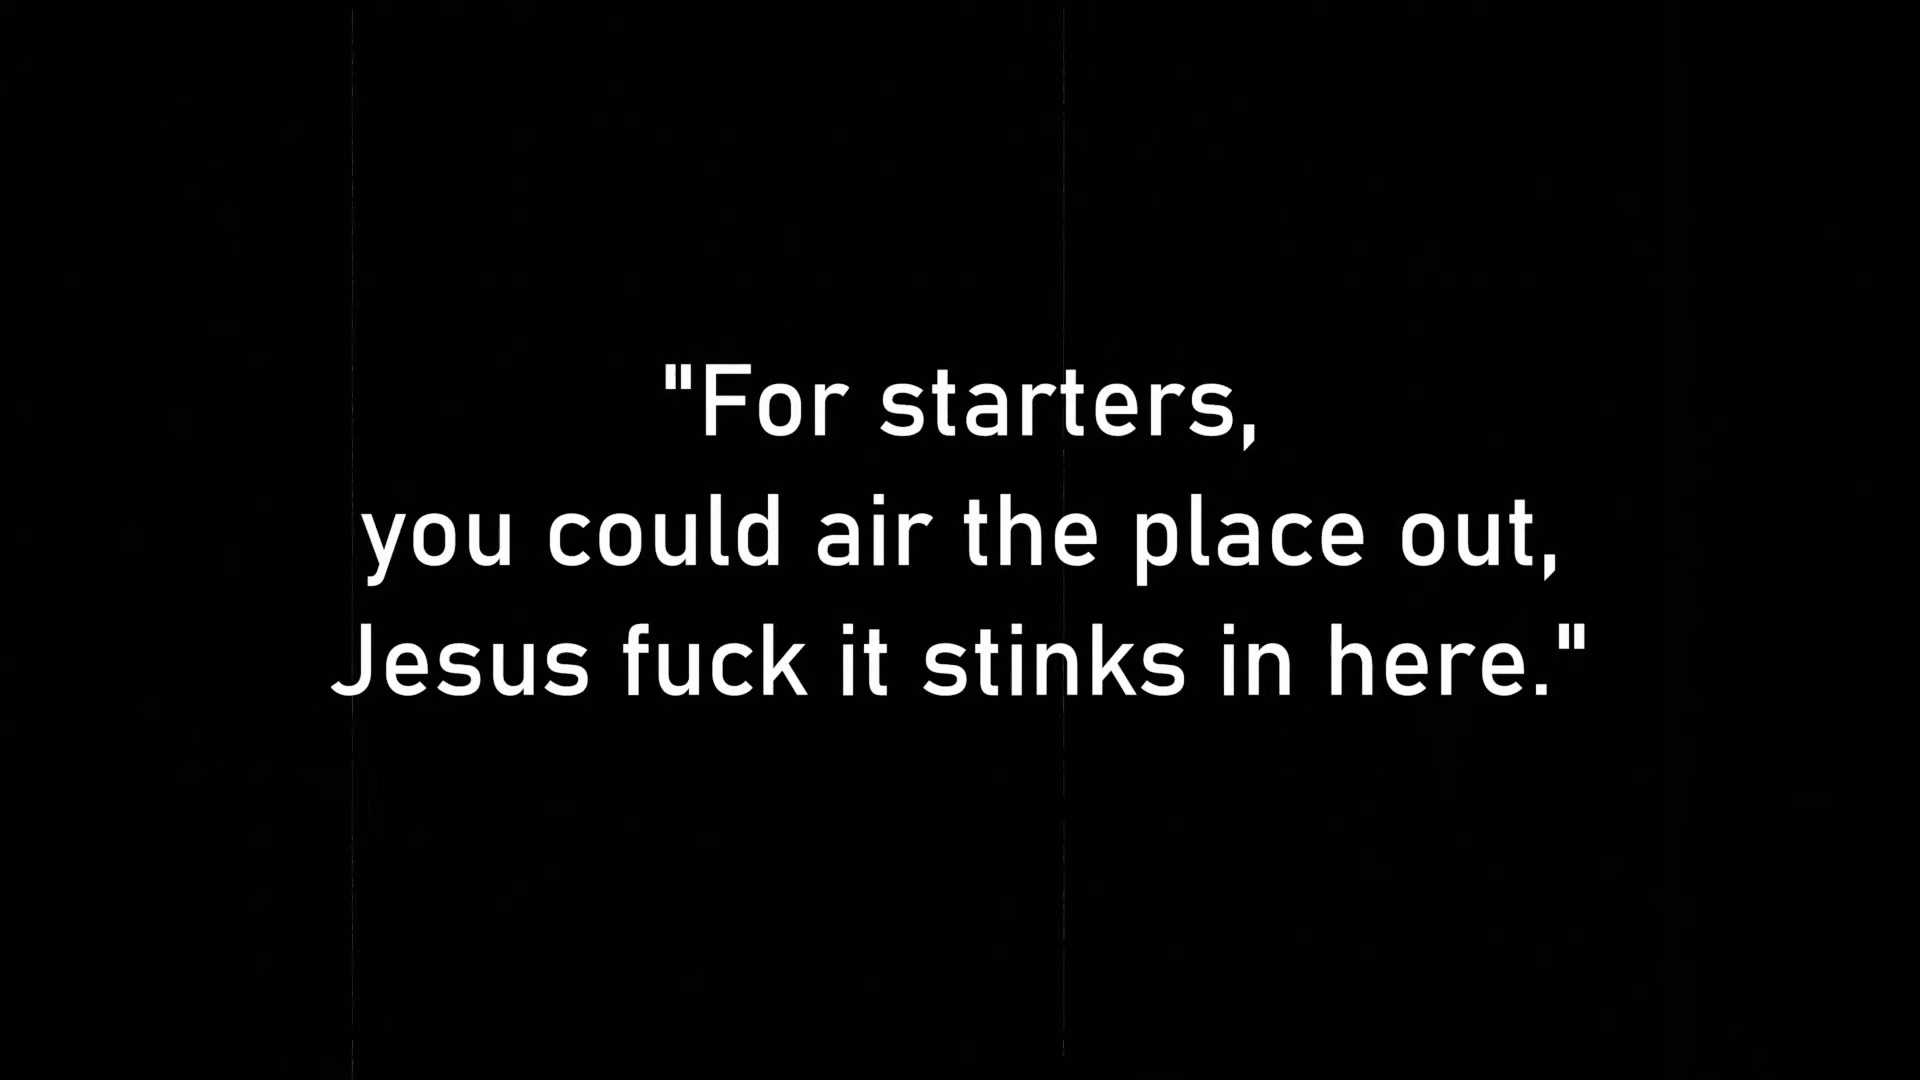 "For starters,
you could air the place out,
Jesus fuck it stinks in here."